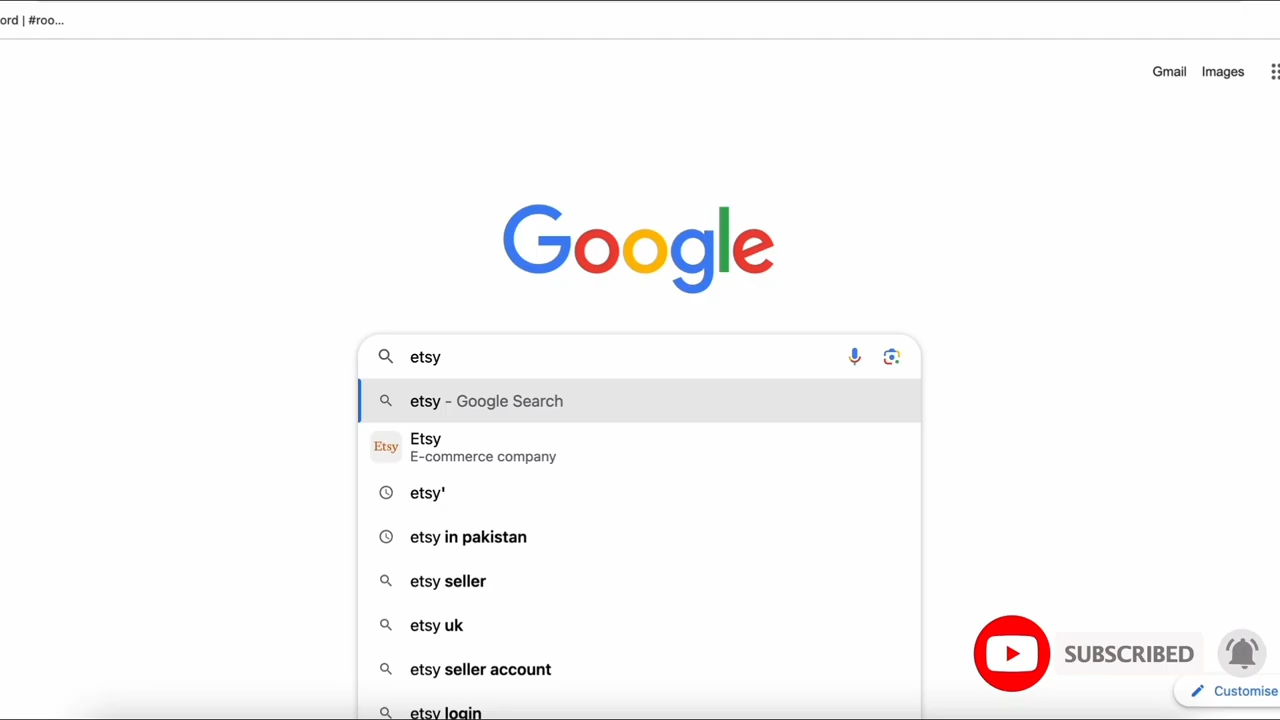 ord | #roo...
Gmail Images
Google
etsy
etsy - Google Search
Etsy
Etsy
E-commerce company
etsy'
etsy in pakistan
etsy seller
etsy uk
etsy seller account
etsy login
SUBSCRIBED
Customise